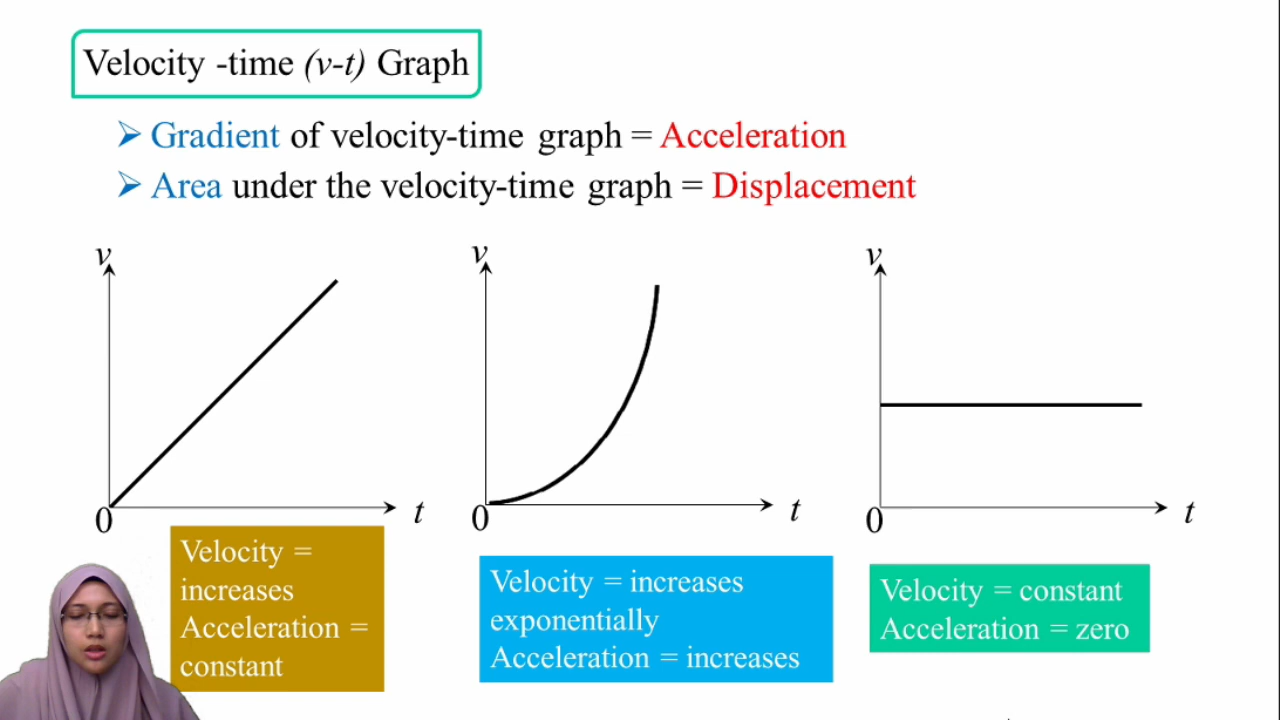 Velocity -time (v-t) Graph
➢ Gradient of velocity-time graph = Acceleration
➢ Area under the velocity-time graph = Displacement
v
0
t
v
0
t
v
0
t
Velocity =
increases
Acceleration =
constant
Velocity = increases
exponentially
Acceleration = increases
Velocity = constant
Acceleration = zero